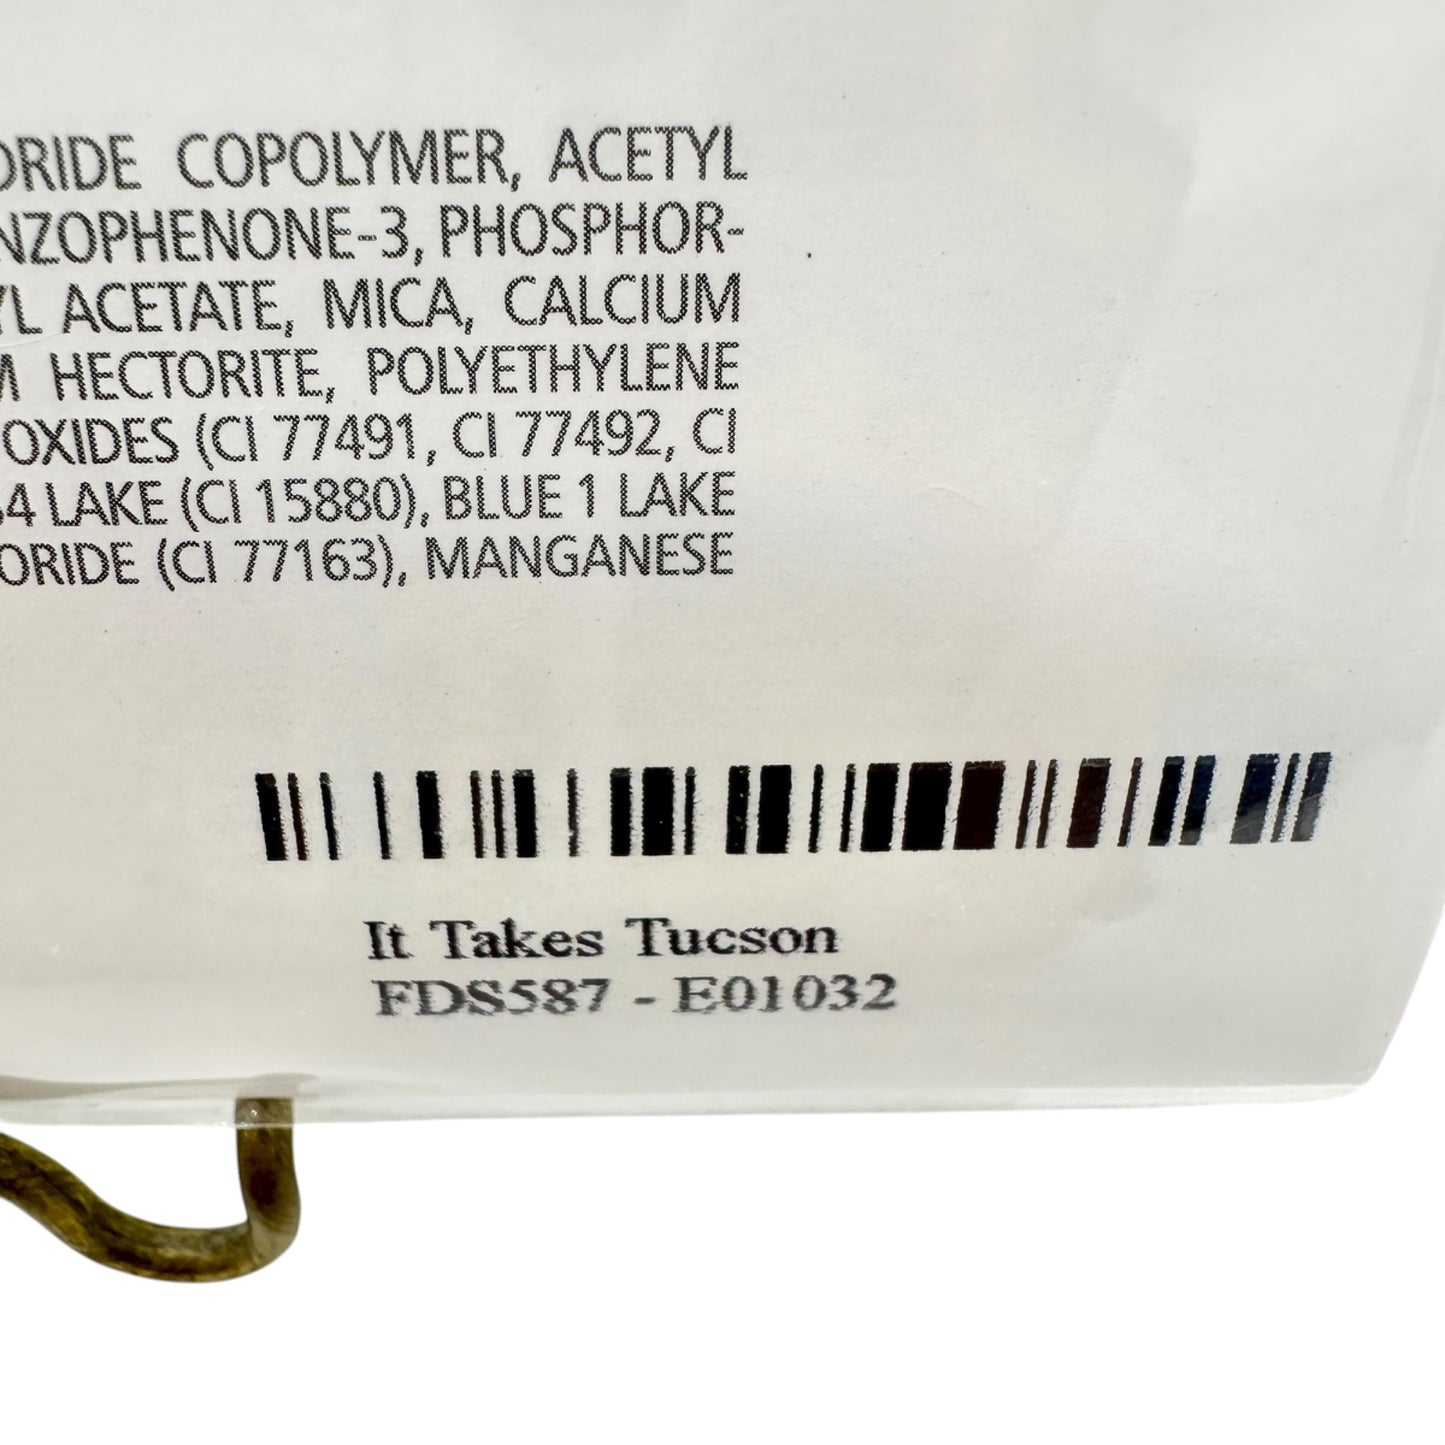 ORIDE COPOLYMER, ACETYL
NZOPHENONE-3, PHOSPHOR-
YL ACETATE, MICA, CALCIUM
M HECTORITE, POLYETHYLENE
OXIDES (CI 77491, CI 77492, CI
34 LAKE (CI 15880), BLUE 1 LAKE
ORIDE (CI 77163), MANGANESE
It Takes Tucson
FDS587 - E01032